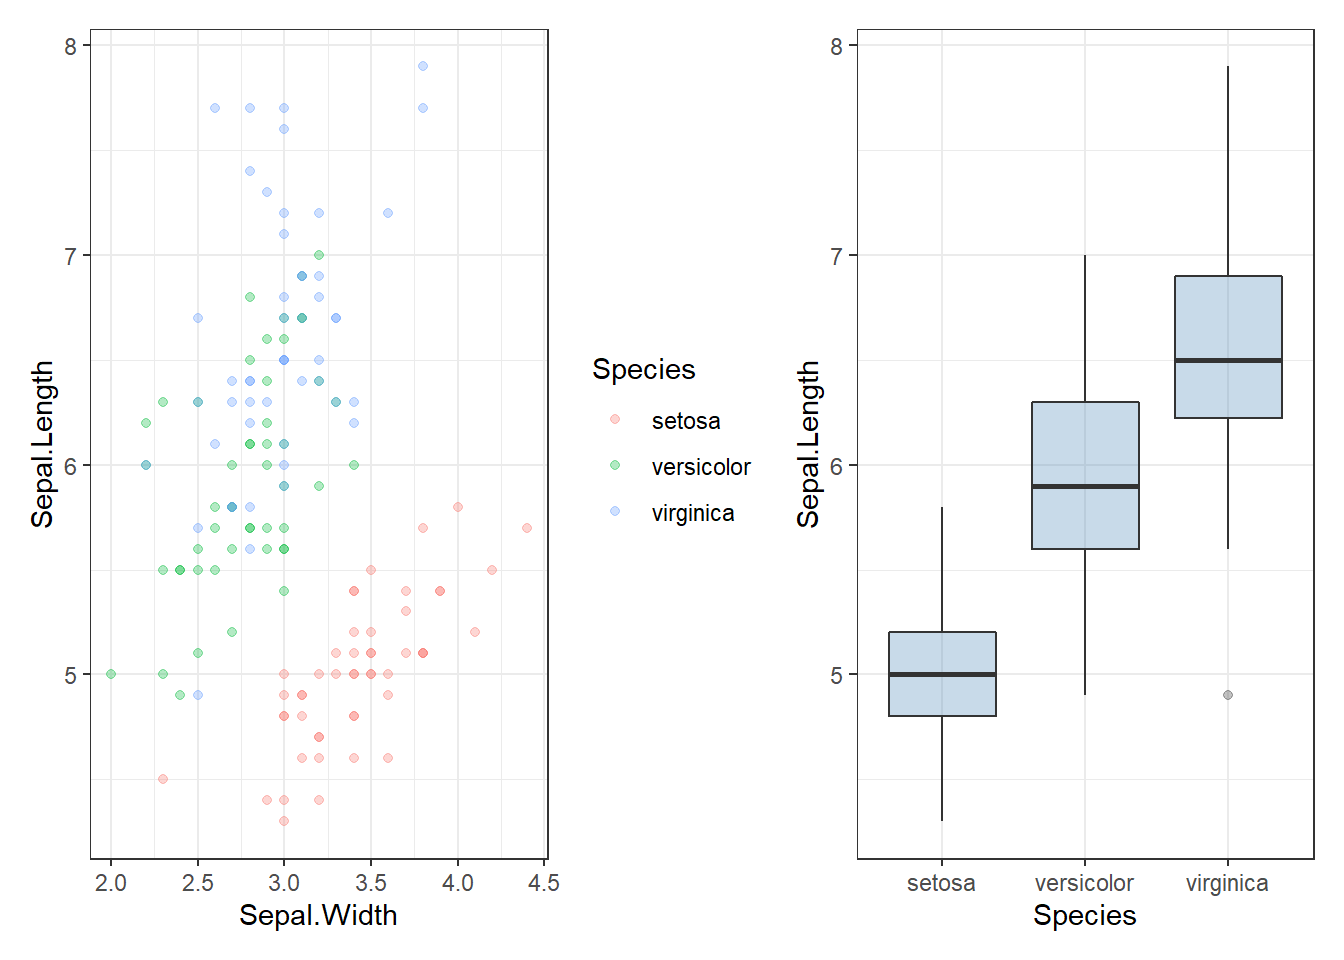 8
7
6
5
Sepal.Length
2.0 2.5 3.0 3.5 4.0 4.5
Sepal.Width
Species
setosa
versicolor
virginica
8
7
6
5
Sepal.Length
setosa versicolor virginica
Species